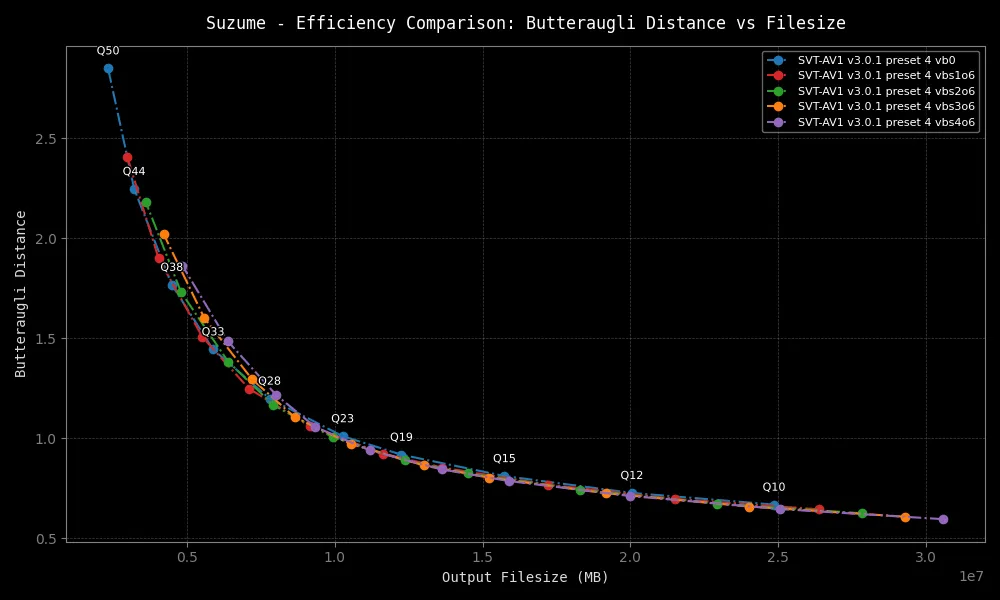 Suzume - Efficiency Comparison: Butteraugli Distance vs Filesize
Q50
Q44
Q38
Q33
Q28
Q23
Q19
Q15
Q12
Q10
SVT-AV1 v3.0.1 preset 4 vb0
SVT-AV1 v3.0.1 preset 4 vbs1o6
SVT-AV1 v3.0.1 preset 4 vbs2o6
SVT-AV1 v3.0.1 preset 4 vbs3o6
SVT-AV1 v3.0.1 preset 4 vbs4o6
Butteraugli Distance
2.5
2.0
1.5
1.0
0.5
0.5 1.0 1.5 2.0 2.5 3.0
1e7
Output Filesize (MB)